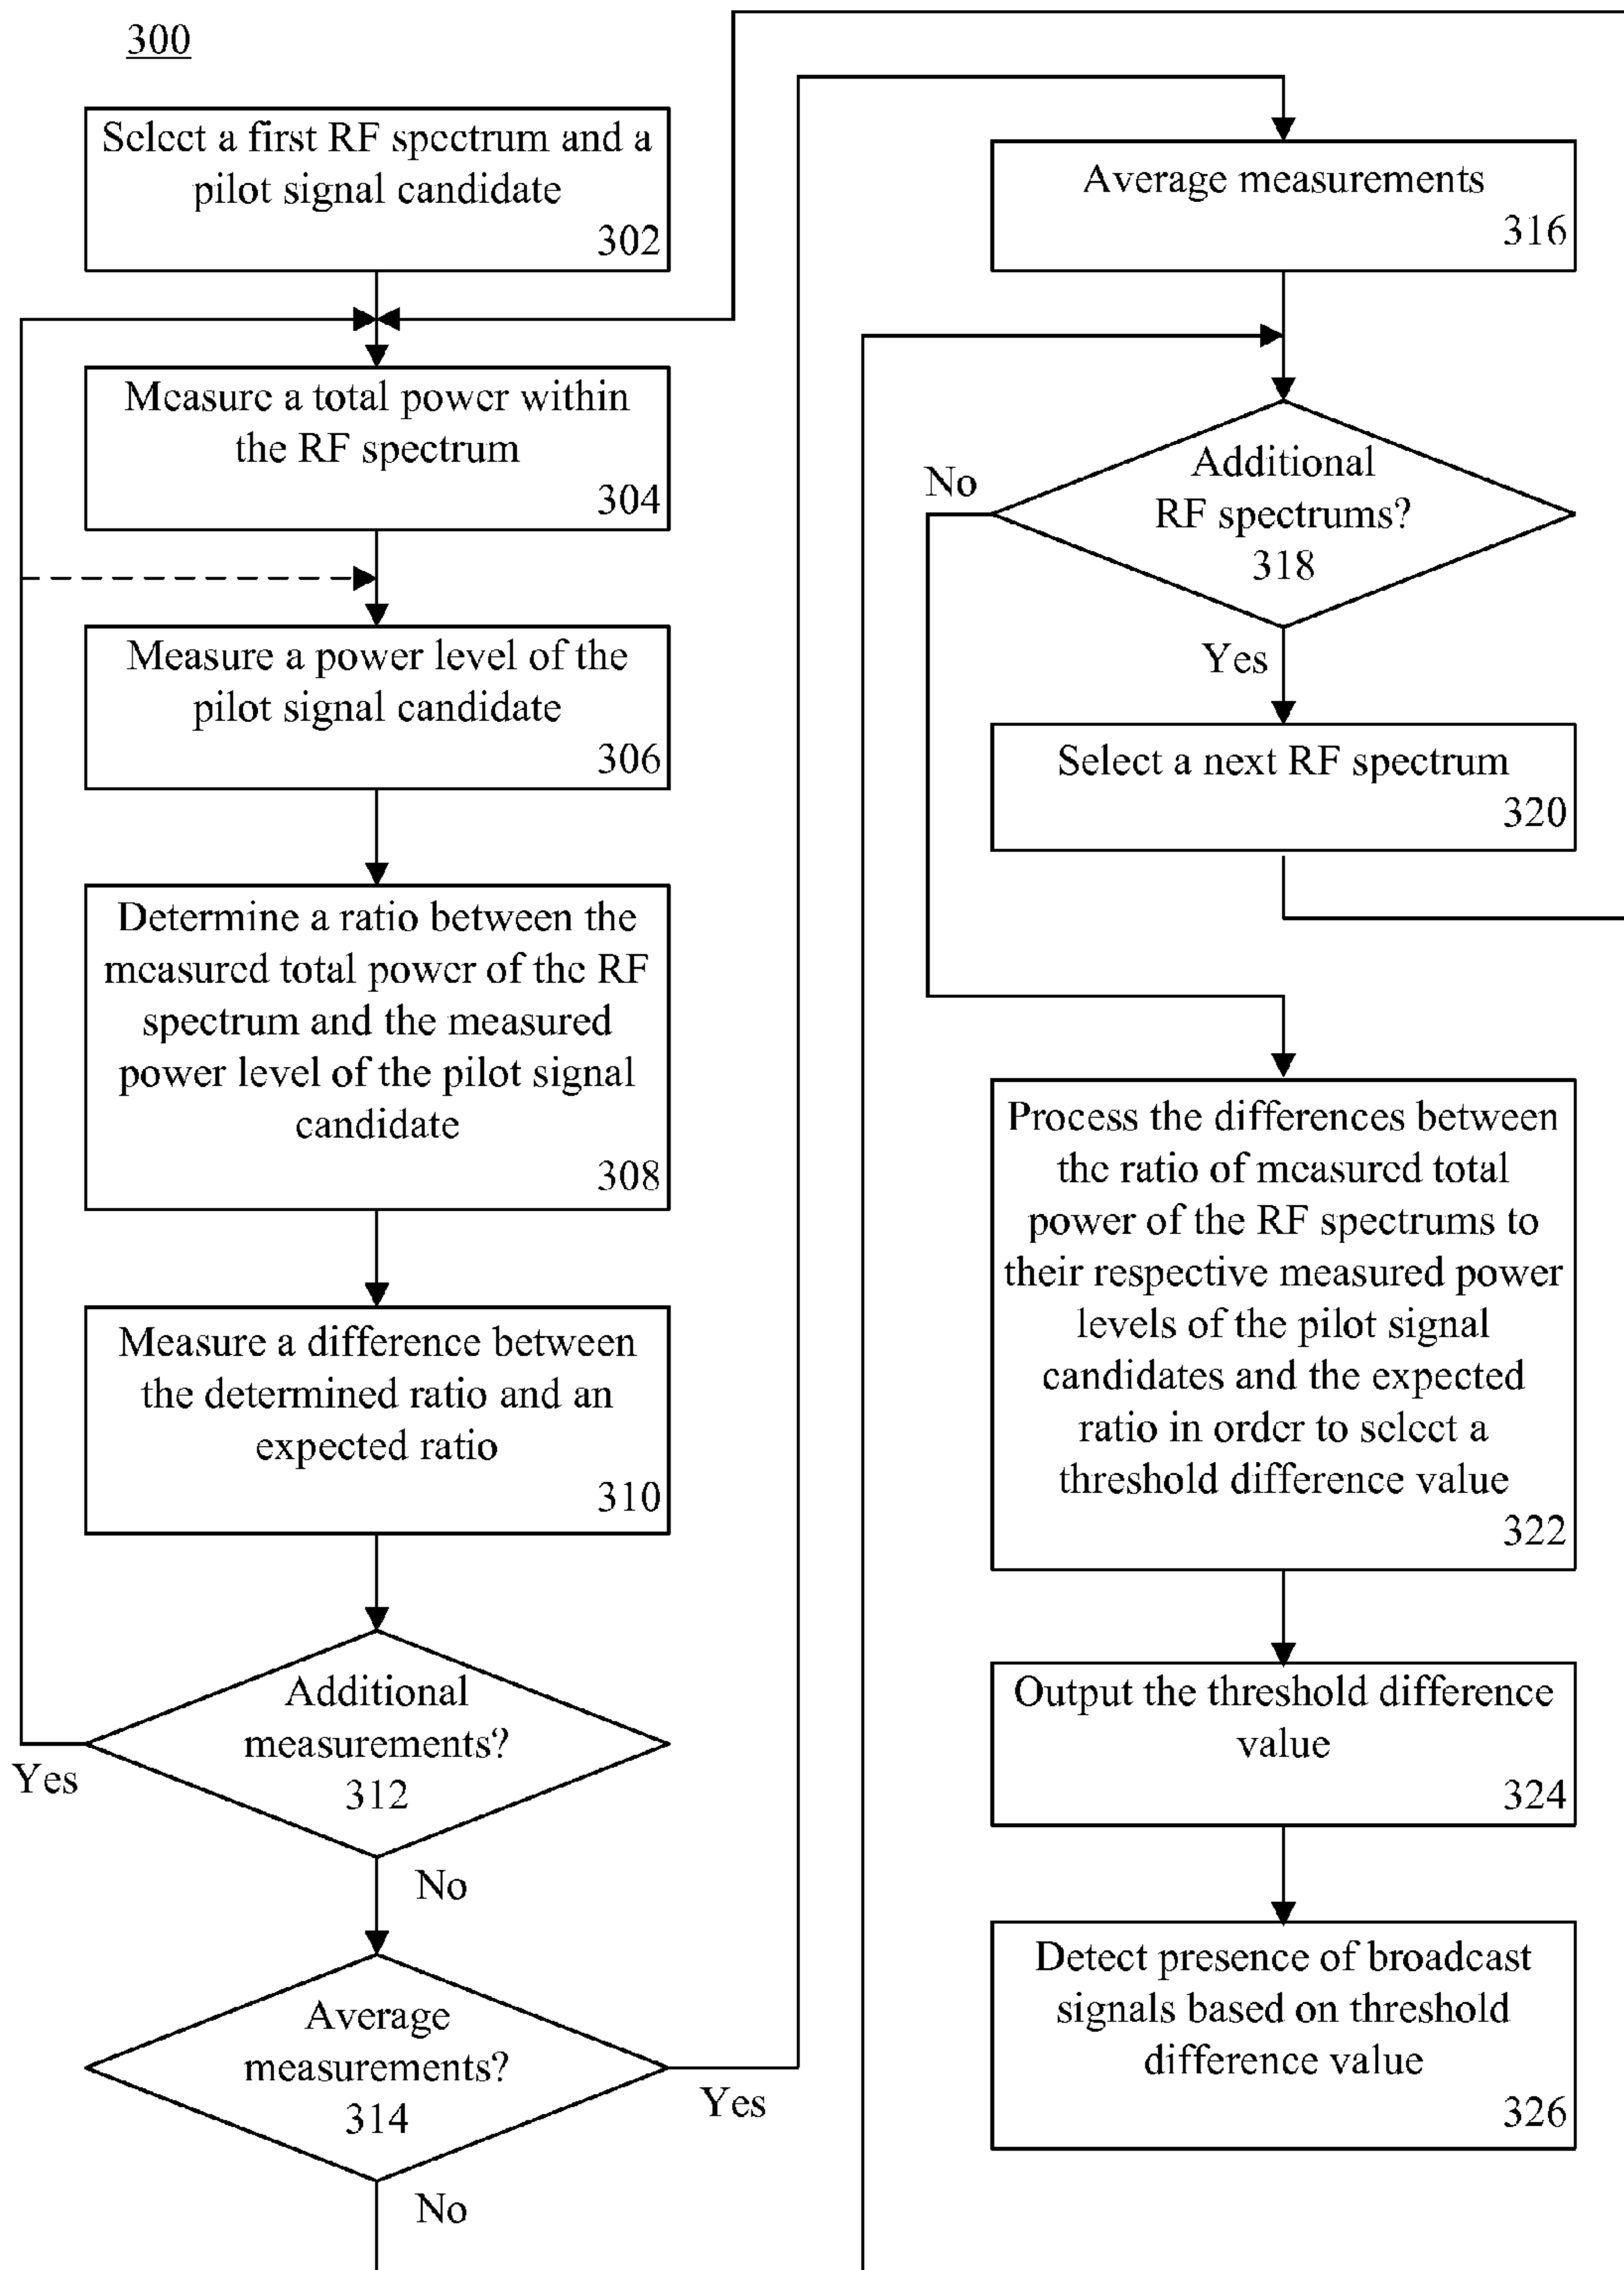 300
Select a first RF spectrum and a
pilot signal candidate
302
Measure a total power within
the RF spectrum
304
Measure a power level of the
pilot signal candidate
306
Determine a ratio between the
measured total power of the RF
spectrum and the measured
power level of the pilot signal
candidate
308
Measure a difference between
the determined ratio and an
expected ratio
310
Additional
measurements?
312
Yes
No
Average
measurements?
314
Yes
No
Average measurements
316
Additional
RF spectrums?
318
No
Yes
Select a next RF spectrum
320
Process the differences between
the ratio of measured total
power of the RF spectrums to
their respective measured power
levels of the pilot signal
candidates and the expected
ratio in order to select a
threshold difference value
322
Output the threshold difference
value
324
Detect presence of broadcast
signals based on threshold
difference value
326